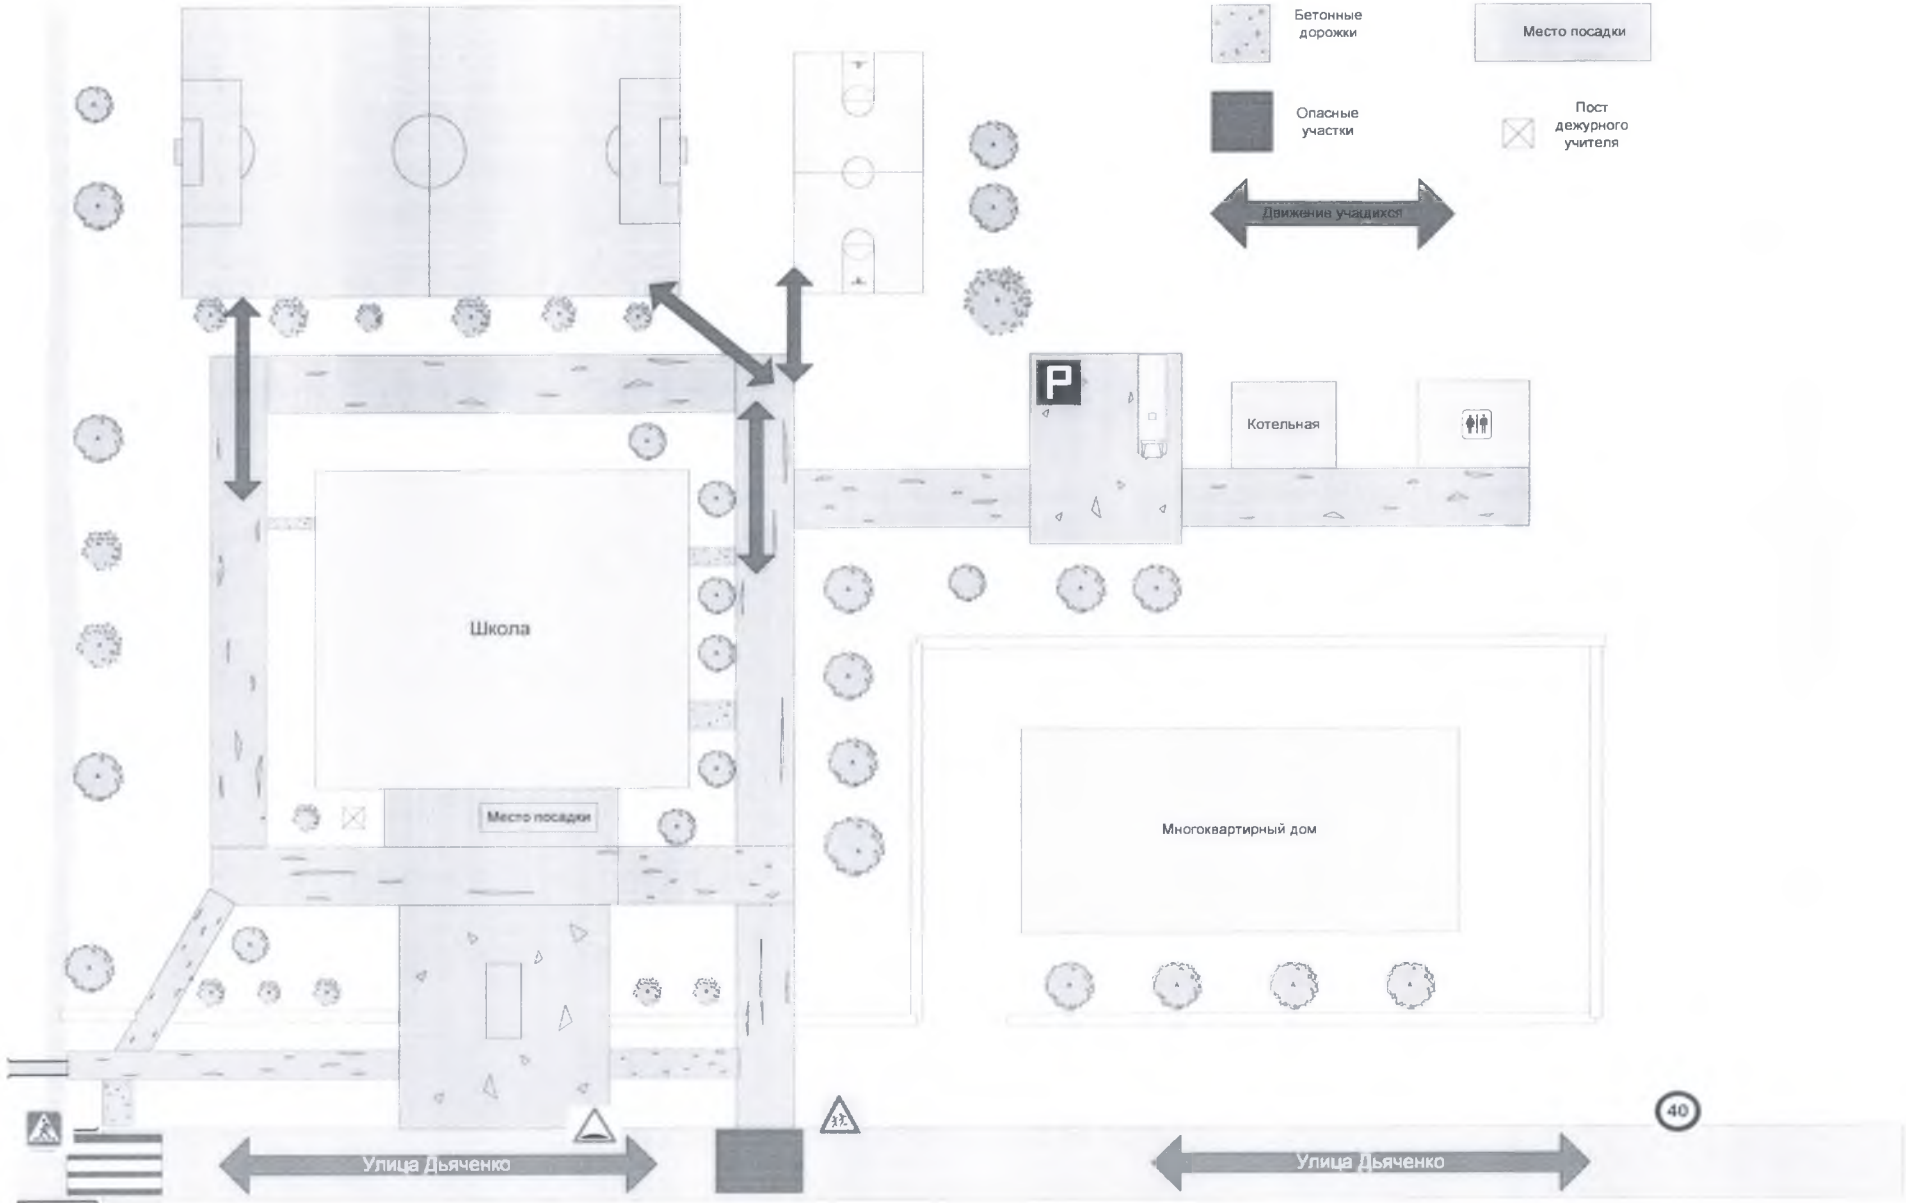 Бетонные
дорожки
Место посадки
Опасные
участки
Пост
дежурного
учителя
Движение учащихся
P
Котельная
Школа
Место посадки
Многоквартирный дом
40
Улица Дьяченко
Улица Дьяченко